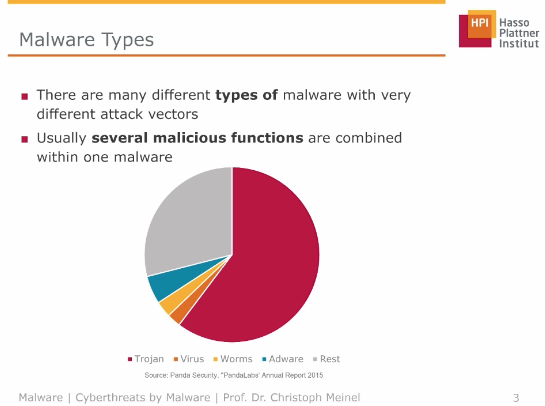 Malware Types
HPI Hasso
Plattner
Institut
There are many different types of malware with very
different attack vectors
Usually several malicious functions are combined
within one malware
Trojan Virus Worms Adware Rest
Source: Panda Security, "PandaLabs' Annual Report 2015
Malware | Cyberthreats by Malware | Prof. Dr. Christoph Meinel 3